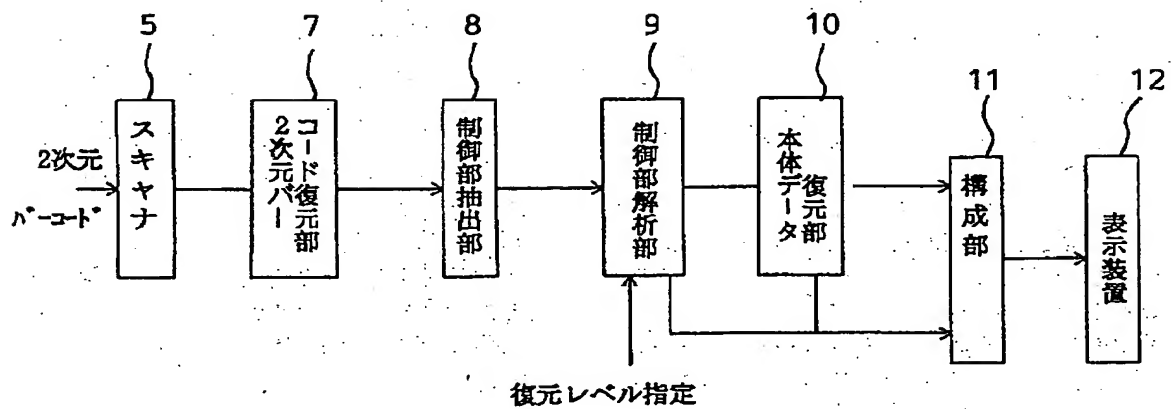 5
7
8
9
10
11
12
2次元
バーコード
スキャナ
2次元バー
コード復元部
制御部抽出部
制御部解析部
本体データ
復元部
構成部
表示装置
復元レベル指定